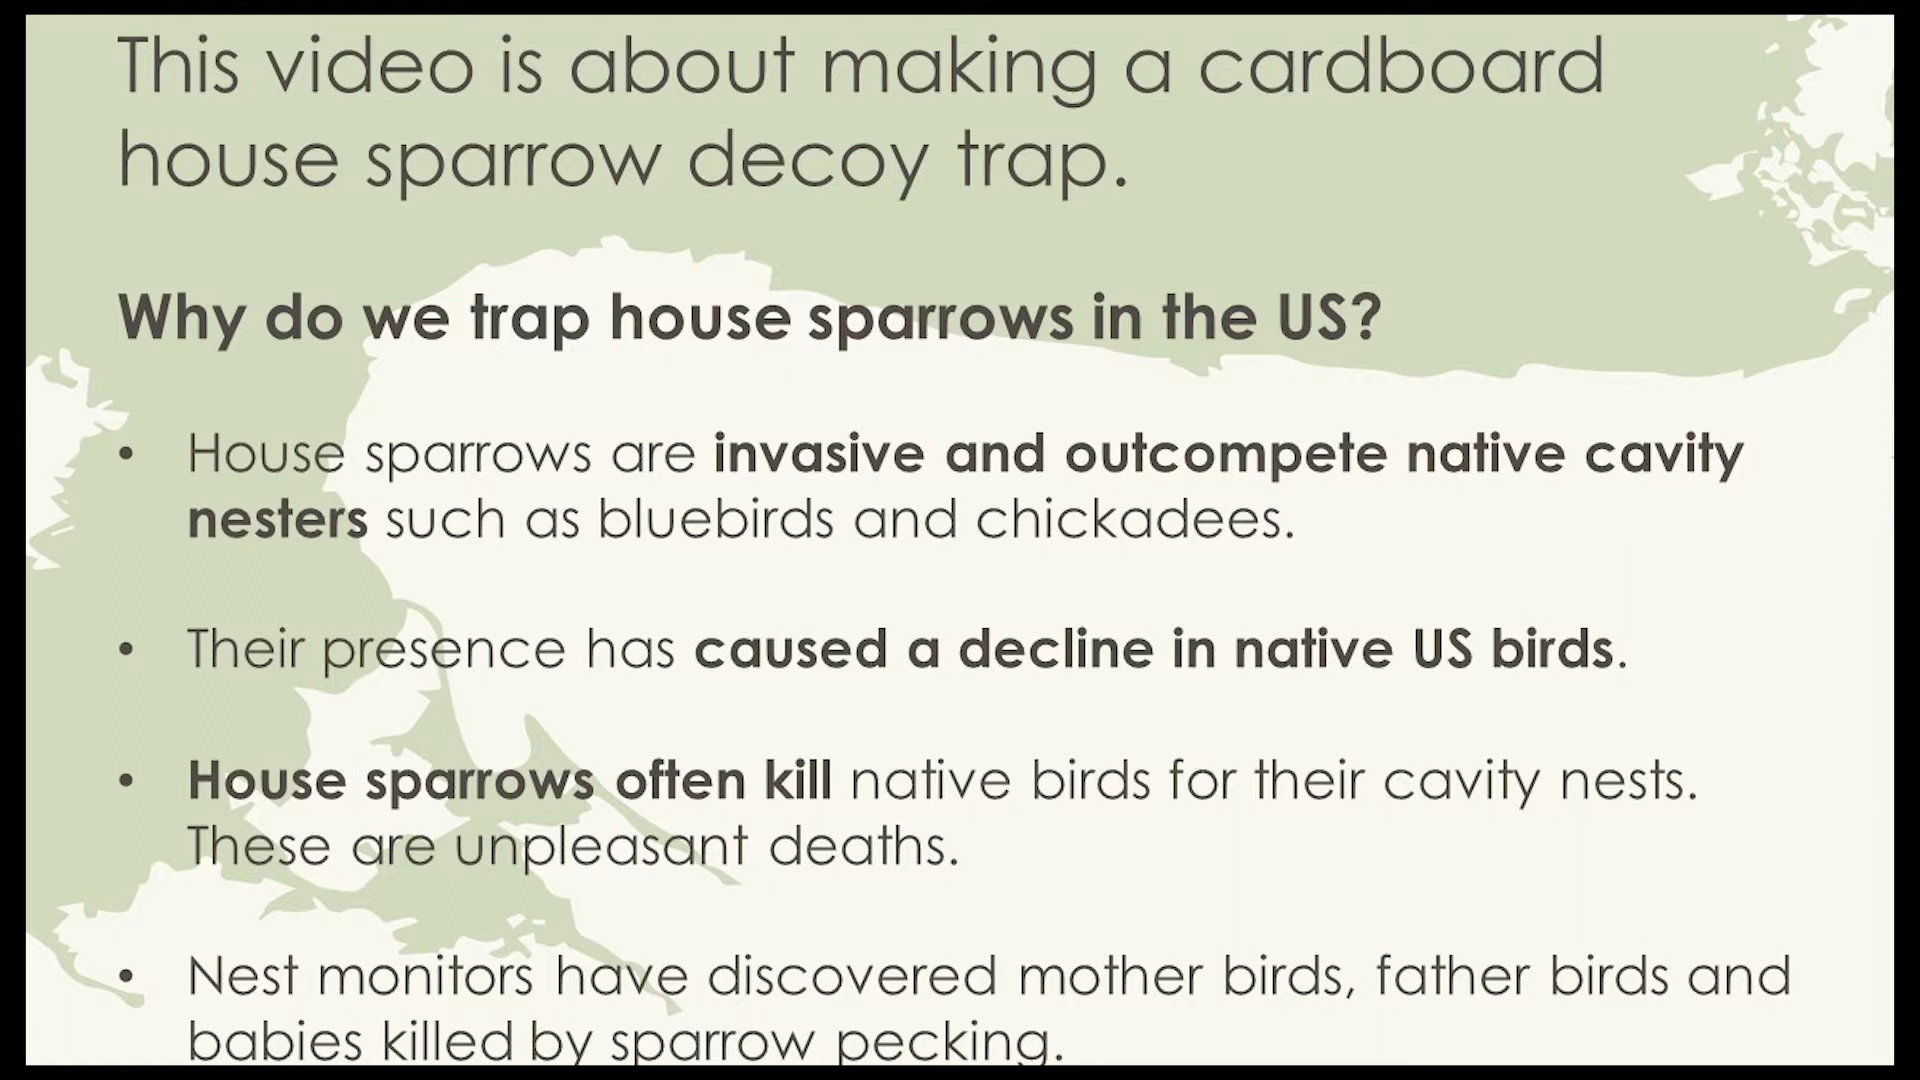 This video is about making a cardboard
house sparrow decoy trap.
Why do we trap house sparrows in the US?
• House sparrows are invasive and outcompete native cavity
nesters such as bluebirds and chickadees.
• Their presence has caused a decline in native US birds.
• House sparrows often kill native birds for their cavity nests.
These are unpleasant deaths.
• Nest monitors have discovered mother birds, father birds and
babies killed by sparrow pecking.